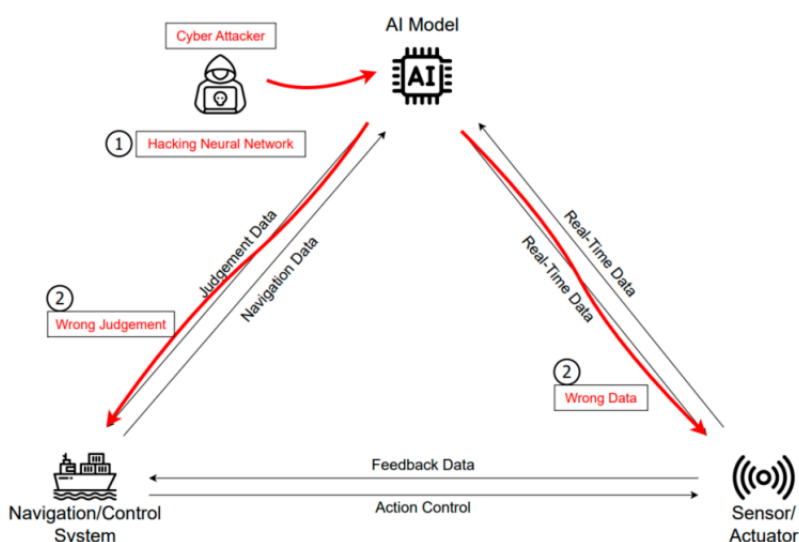 AI Model
Cyber Attacker
AI
1
Hacking Neural Network
Judgement Data
Navigation Data
Real-Time Data
Real-Time Data
2
Wrong Judgement
2
Wrong Data
Feedback Data
Action Control
Navigation/Control
System
Sensor/
Actuator